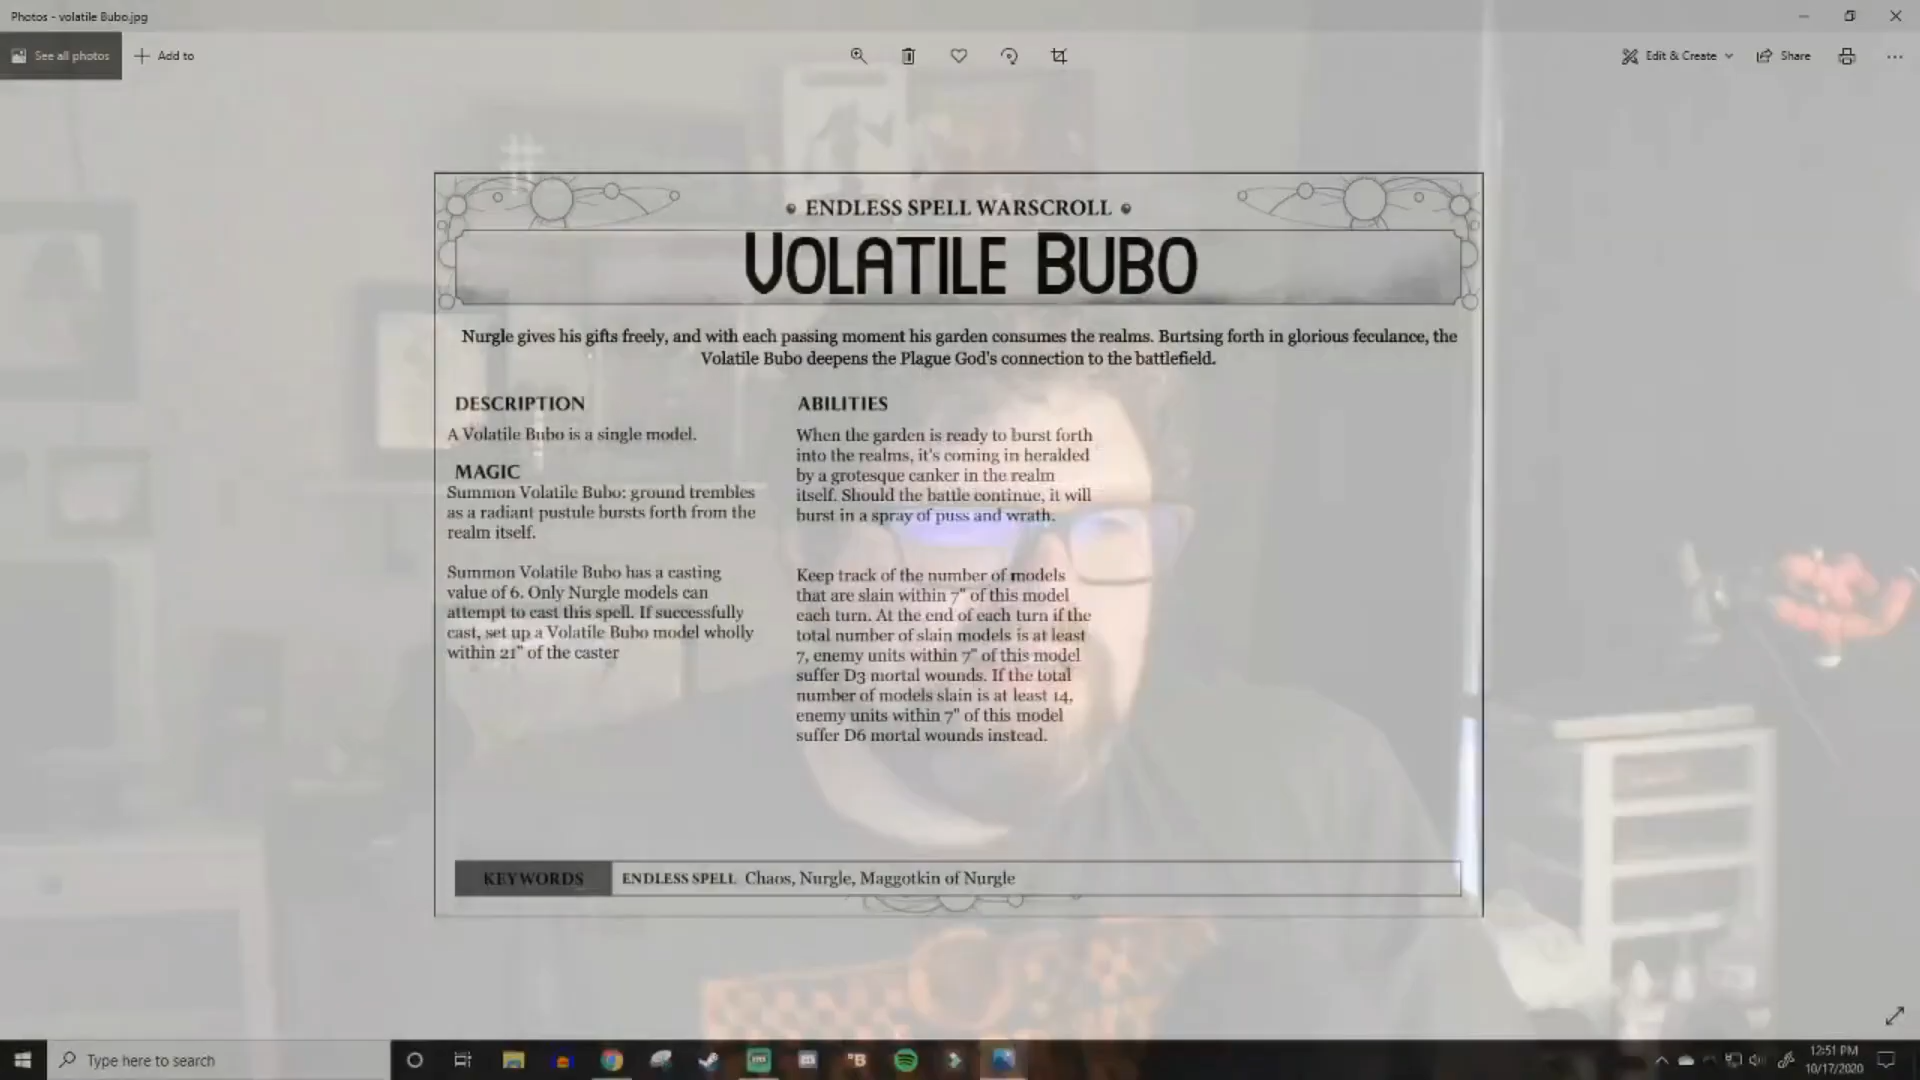 Photos - volatile Bubo.jpg
See all photos
Add to
Edit & Create
Share
ENDLESS SPELL WARSCROLL
VOLATILE BUBO
Nurgle gives his gifts freely, and with each passing moment his garden consumes the realms. Burtsing forth in glorious feculance, the
Volatile Bubo deepens the Plague God's connection to the battlefield.
DESCRIPTION
A Volatile Bubo is a single model.
MAGIC
Summon Volatile Bubo: ground trembles
as a radiant pustule bursts forth from the
realm itself.
Summon Volatile Bubo has a casting
value of 6. Only Nurgle models can
attempt to cast this spell. If successfully
cast, set up a Volatile Bubo model wholly
within 21" of the caster
ABILITIES
When the garden is ready to burst forth
into the realms, it's coming in heralded
by a grotesque canker in the realm
itself. Should the battle continue, it will
burst in a spray of puss and wrath.
Keep track of the number of models
that are slain within 7" of this model
each turn. At the end of each turn if the
total number of slain models is at least
7, enemy units within 7" of this model
suffer D3 mortal wounds. If the total
number of models slain is at least 14,
enemy units within 7" of this model
suffer D6 mortal wounds instead.
KEYWORDS
ENDLESS SPELL Chaos, Nurgle, Maggotkin of Nurgle
Type here to search
12:51 PM
10/17/2020